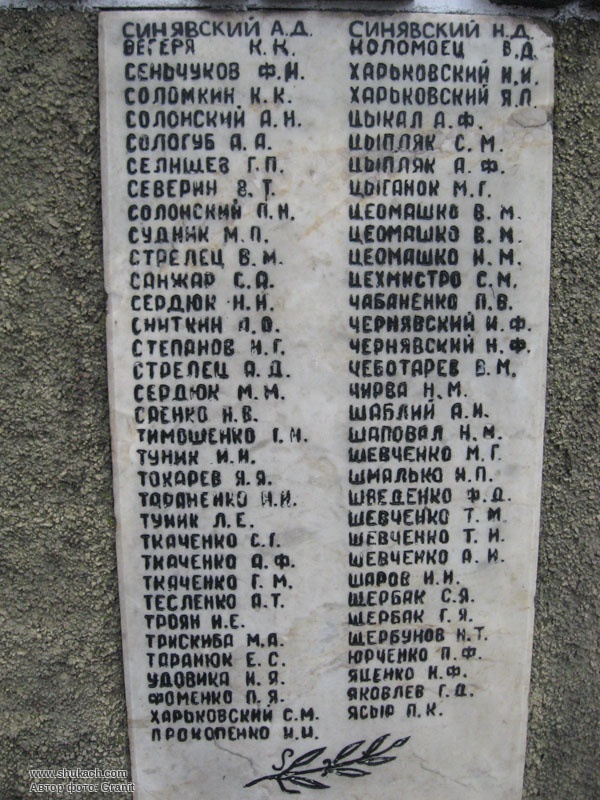 СИНЯВСКИЙ А.Д.
ВЕГЕРЯ К.К.
СЕНЬЧУКОВ Ф.И.
СОЛОМКИН К.К.
СОЛОНСКИЙ А.Н.
СОЛОГУБ А.А.
СЕЛИЩЕВ Г.П.
СЕВЕРИН В.Т.
СОЛОНСКИЙ П.Н.
СУДНИК М.П.
СТРЕЛЕЦ В.М.
САНЖАР С.А.
СЕРДЮК Н.И.
СНИТКИН
СТЕПАНОВ И.Г.
СТРЕЛЕЦ А.Д.
СЕРДЮК М.М.
САЕНКО Н.В.
ТИМОШЕНКО Г.И.
ТУНИК И.И.
ТОКАРЕВ Я.Я.
ТАРАНЕНКО И.И.
ТУНИК Л.Е.
ТКАЧЕНКО С.Г.
ТКАЧЕНКО А.Ф.
ТКАЧЕНКО Г.М.
ТЕСЛЕНКО А.Т.
ТРОЯН И.Е.
ТРИСКИБА М.А.
ТАРАНЮК Е.С.
УДОВИКА И.Я.
ФОМЕНКО П.Я.
ХАРЬКОВСКИЙ С.М.
ПРОКОПЕНКО И.И.
СИНЯВСКИЙ Н.Д.
КОЛОМОЕЦ В.Д.
ХАРЬКОВСКИЙ И.И.
ХАРЬКОВСКИЙ Я.П.
ЦЫКАЛ А.Ф.
ЦЫПЛЯК С.М.
ЦЫПЛЯК А.Ф.
ЦЫГАНОК М.Г.
ЦЕОМАШКО В.М.
ЦЕОМАШКО В.И.
ЦЕОМАШКО И.М.
ЦЕХМИСТРО С.М.
ЧАБАНЕНКО П.В.
ЧЕРНЯВСКИЙ И.Ф.
ЧЕРНЯВСКИЙ Н.Ф.
ЧЕБОТАРЕВ В.М.
ЧИРВА Н.М.
ШАБЛИЙ А.И.
ШАПОВАЛ Н.М.
ШЕВЧЕНКО М.Г.
ШМАЛЬКО И.П.
ШВЕДЕНКО Ф.Д.
ШЕВЧЕНКО Т.М
ШЕВЧЕНКО Т.И.
ШЕВЧЕНКО А.И.
ШАРОВ И.И.
ЩЕРБАК С.Я.
ЩЕРБАК Г.Я.
ЩЕРБУНОВ Н.Т.
ЮРЧЕНКО П.Ф.
ЯЦЕНКО И.Ф.
ЯКОВЛЕВ Г.Д.
ЯСЫР П.К.
www.shukach.com
Автор фото: Granit